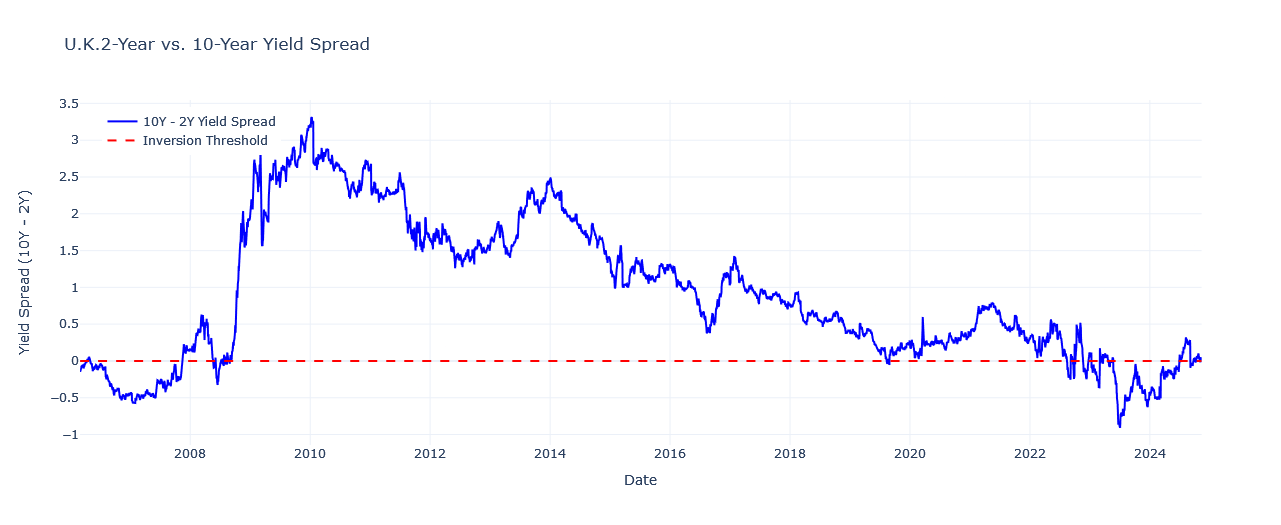 U.K.2-Year vs. 10-Year Yield Spread
10Y - 2Y Yield Spread
Inversion Threshold
Yield Spread (10Y - 2Y)
3.5
3
2.5
2
1.5
1
0.5
0
−0.5
−1
2008 2010 2012 2014 2016 2018 2020 2022 2024
Date